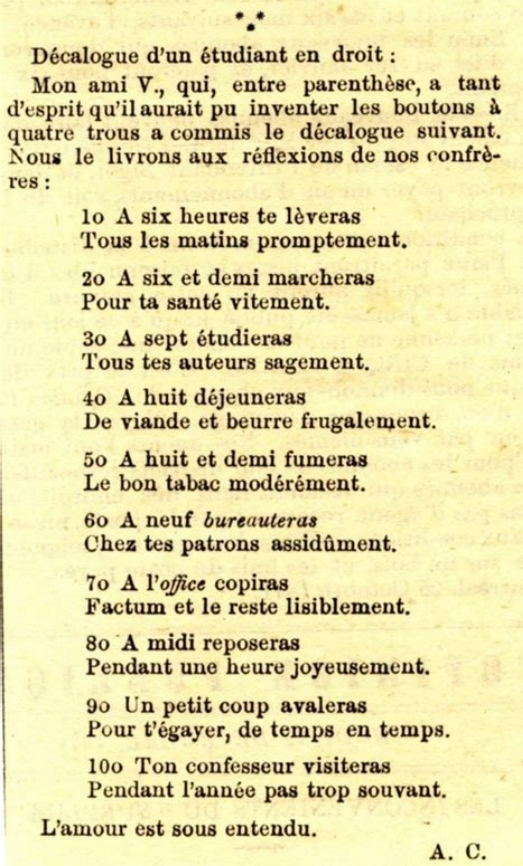 Décalogue d'un étudiant en droit :
Mon ami V., qui, entre parenthèse, a tant
d'esprit qu'il aurait pu inventer les boutons à
quatre trous a commis le décalogue suivant.
Nous le livrons aux réflexions de nos confrè-
res :
1o A six heures te lèveras
Tous les matins promptement.
2o A six et demi marcheras
Pour ta santé vitement.
3o A sept étudieras
Tous tes auteurs sagement.
4o A huit déjeuneras
De viande et beurre frugalement.
5o A huit et demi fumeras
Le bon tabac modérément.
6o A neuf bureauteras
Chez tes patrons assidûment.
7o A l'office copiras
Factum et le reste lisiblement.
8o A midi reposeras
Pendant une heure joyeusement.
9o Un petit coup avaleras
Pour t'égayer, de temps en temps.
10o Ton confesseur visiteras
Pendant l'année pas trop souvant.
L'amour est sous entendu.
A. C.